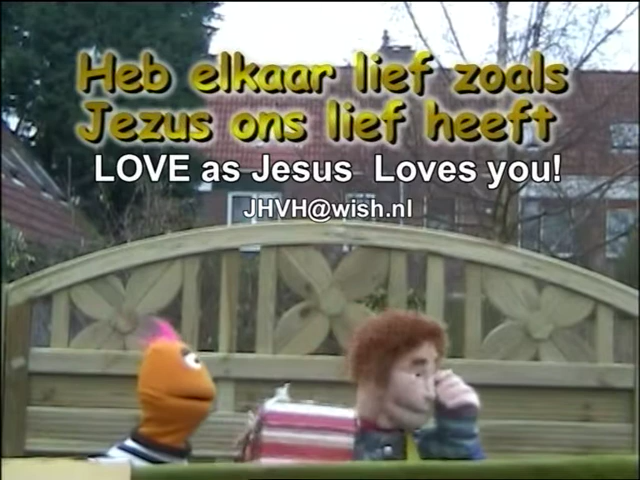 Heb elkaar lief zoals
Jezus ons lief heeft
LOVE as Jesus  Loves you!
JHVH@wish.nl